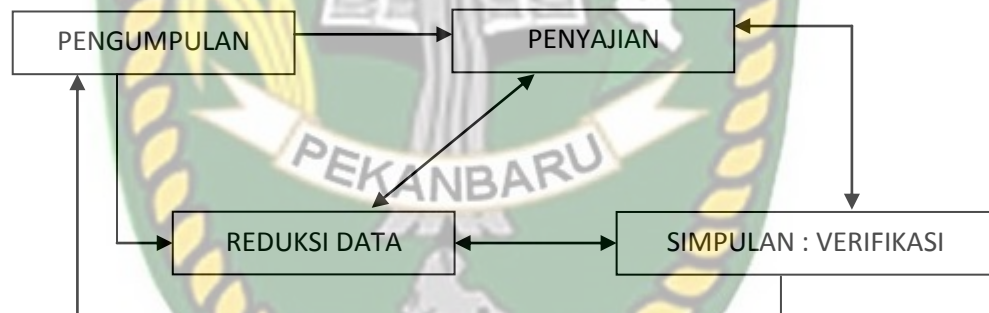 PENGUMPULAN
PENYAJIAN
PEKANBARU
REDUKSI DATA
SIMPULAN : VERIFIKASI